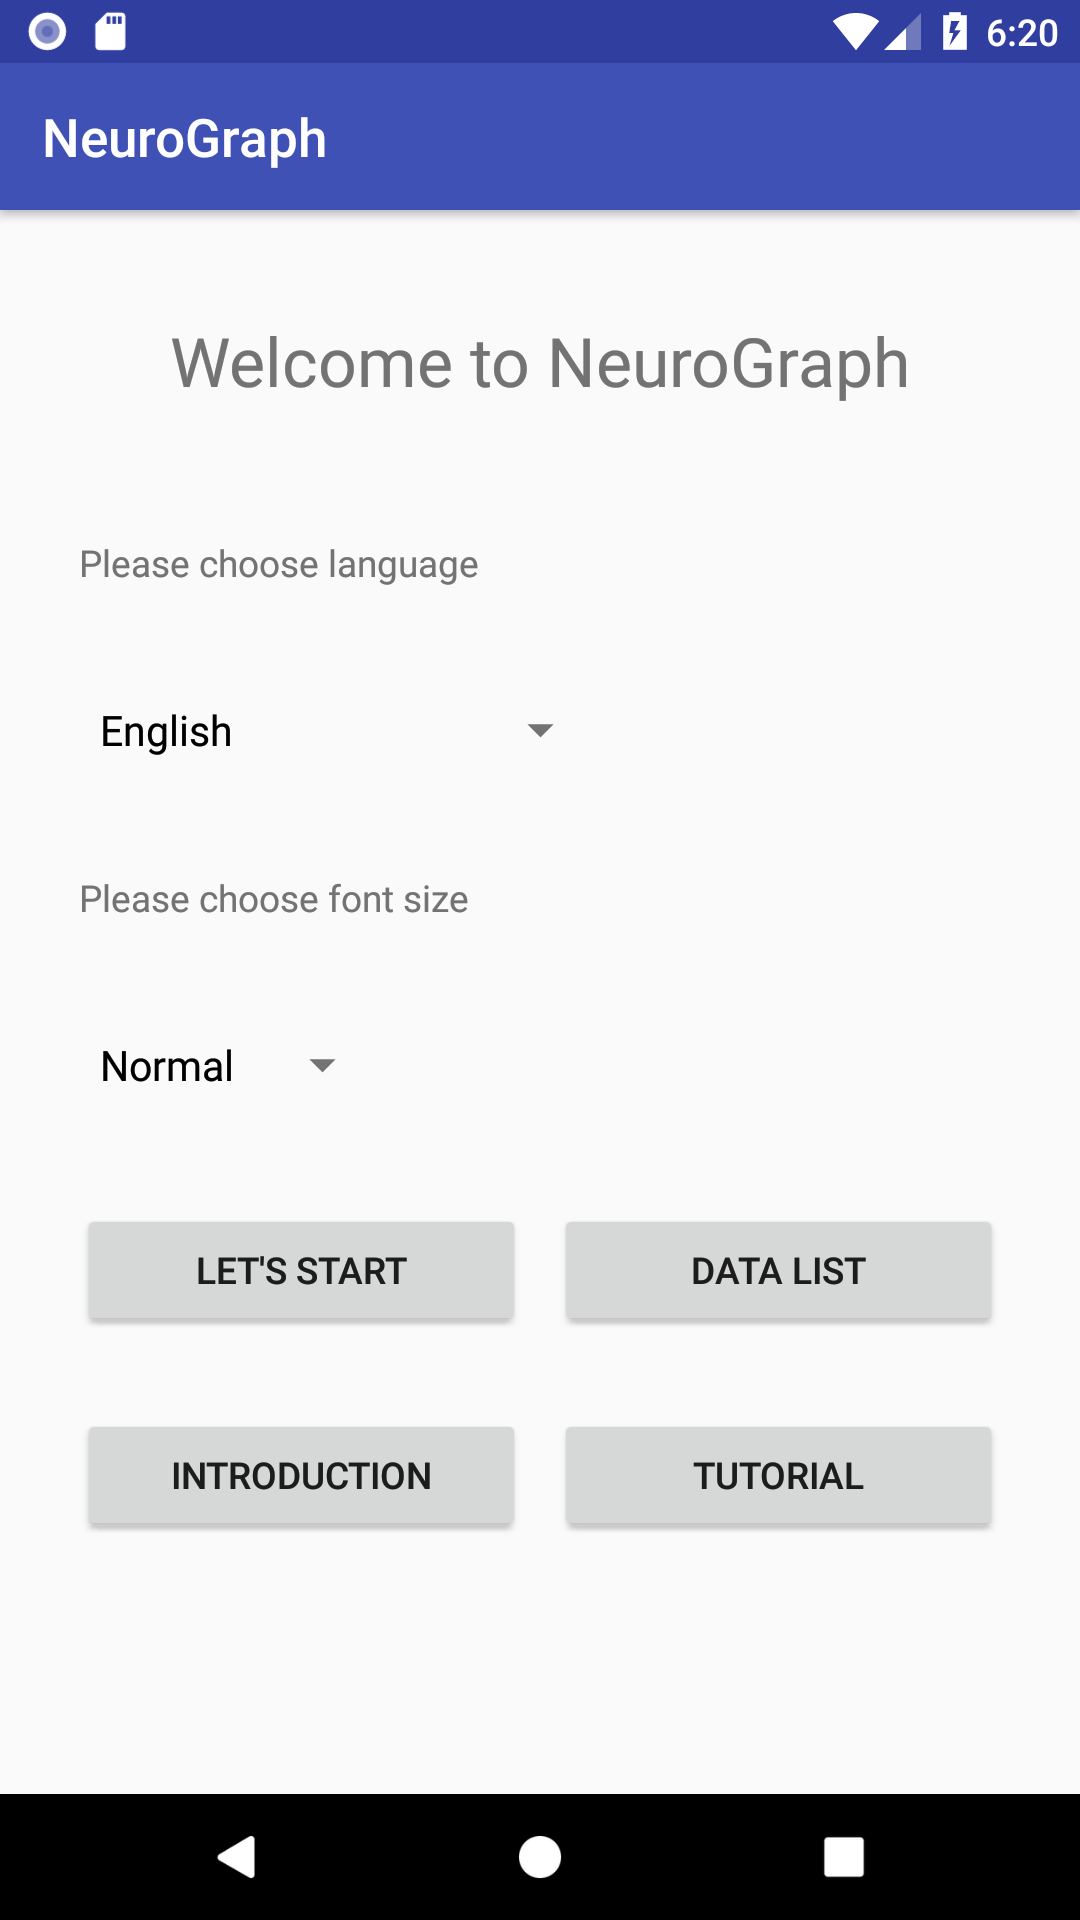 6:20
NeuroGraph
Welcome to NeuroGraph
Please choose language
English
Please choose font size
Normal
LET'S START
DATA LIST
INTRODUCTION
TUTORIAL